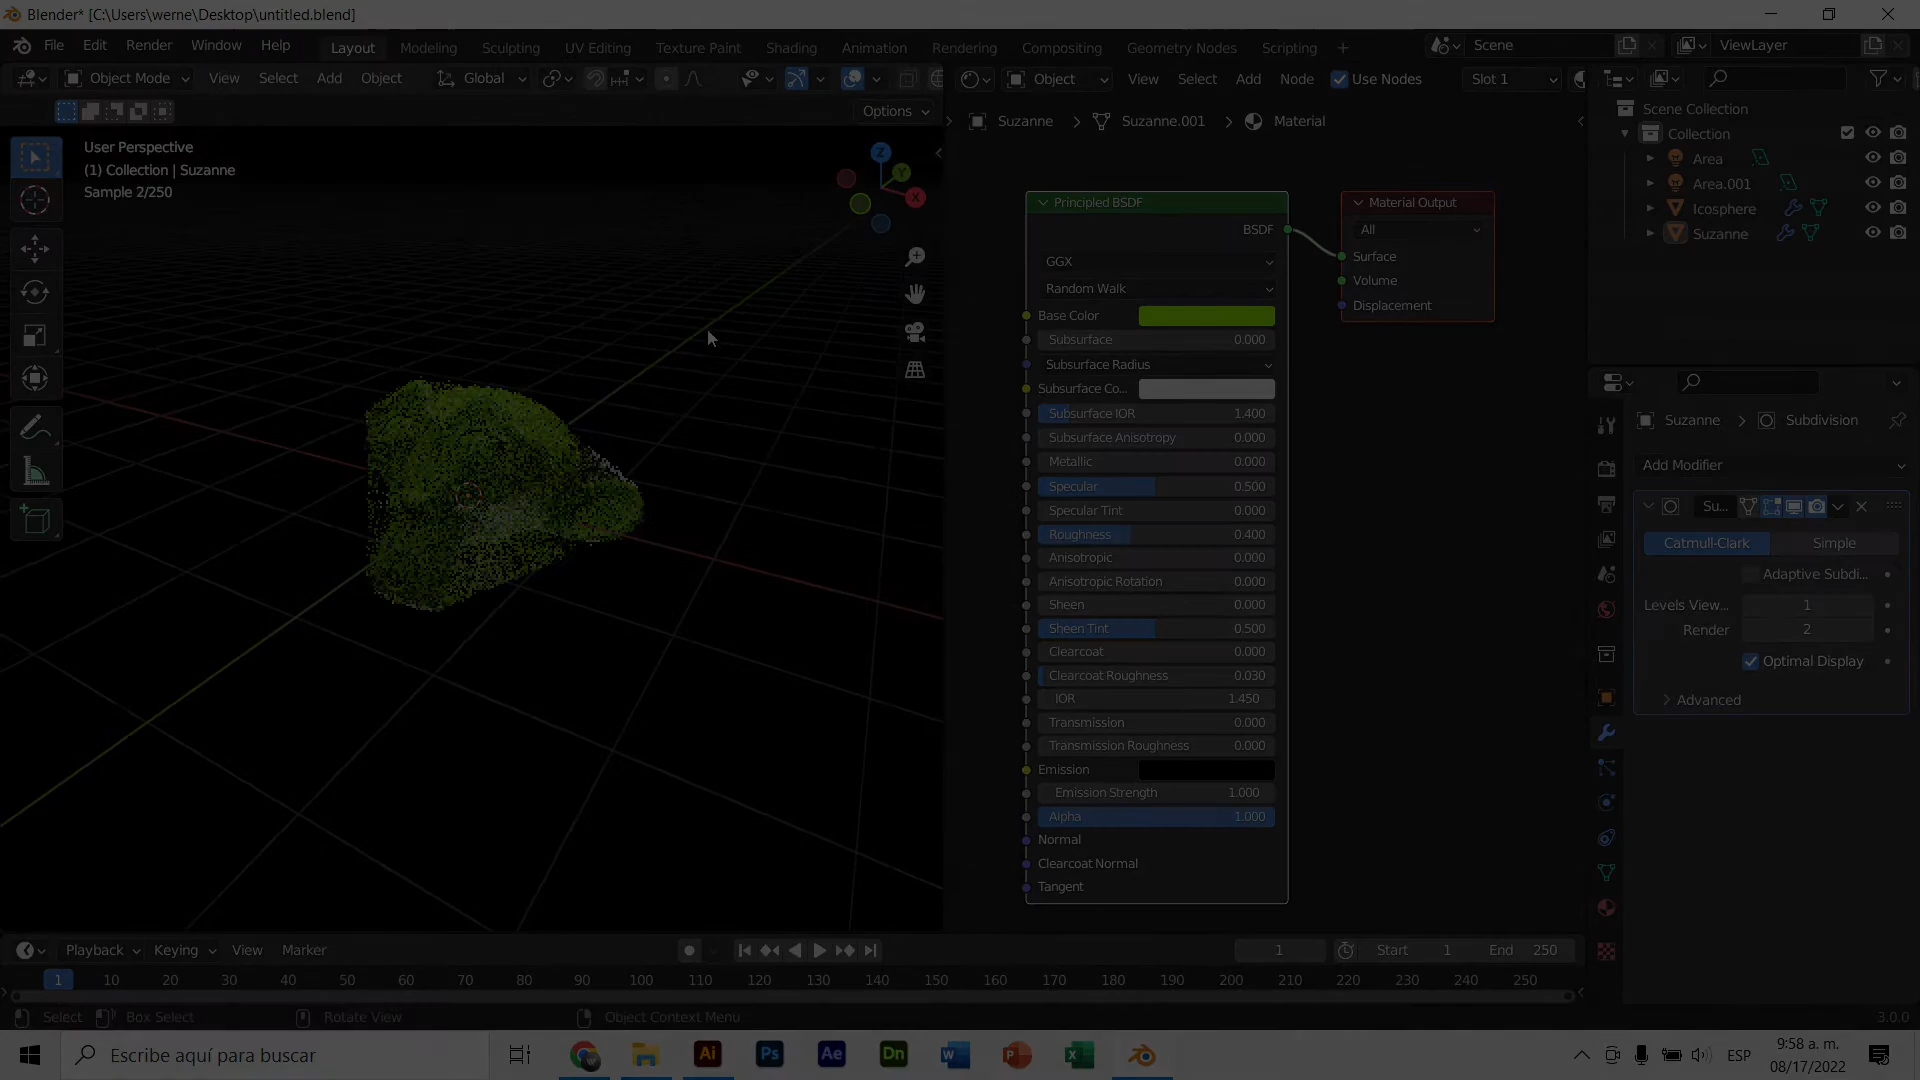 Blender* [C:\Users\werne\Desktop\untitled.blend]
File Edit Render Window Help Layout Modeling Sculpting UV Editing Texture Paint Shading Animation Rendering Compositing Geometry Nodes Scripting + Scene ViewLayer
Object Mode View Select Add Object Global Object View Select Add Node Use Nodes Slot 1
Options
Suzanne > Suzanne.001 > Material
Scene Collection
Collection
Area
Area.001
Icosphere
Suzanne
User Perspective
(1) Collection | Suzanne
Sample 2/250
Z
Y
X
Principled BSDF
BSDF
GGX
Random Walk
Base Color
Subsurface 0.000
Subsurface Radius
Subsurface Co...
Subsurface IOR 1.400
Subsurface Anisotropy 0.000
Metallic 0.000
Specular 0.500
Specular Tint 0.000
Roughness 0.400
Anisotropic 0.000
Anisotropic Rotation 0.000
Sheen 0.000
Sheen Tint 0.500
Clearcoat 0.000
Clearcoat Roughness 0.030
IOR 1.450
Transmission 0.000
Transmission Roughness 0.000
Emission
Emission Strength 1.000
Alpha 1.000
Normal
Clearcoat Normal
Tangent
Material Output
All
Surface
Volume
Displacement
Suzanne > Subdivision
Add Modifier
Su...
Catmull-Clark Simple
Adaptive Subdi...
Levels View... 1
Render 2
Optimal Display
> Advanced
Playback Keying View Marker 1 Start 1 End 250
1 10 20 30 40 50 60 70 80 90 100 110 120 130 140 150 160 170 180 190 200 210 220 230 240 250
Select Box Select Rotate View Object Context Menu 3.0.0
Escribe aquí para buscar
Ai Ps Ae Dn W P X
ESP
9:58 a. m.
08/17/2022